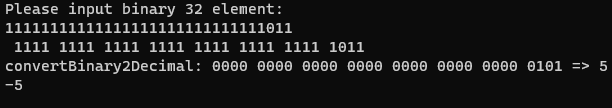 Please input binary 32 element:
11111111111111111111111111111011
1111 1111 1111 1111 1111 1111 1111 1011
convertBinary2Decimal: 0000 0000 0000 0000 0000 0000 0000 0101 => 5
-5